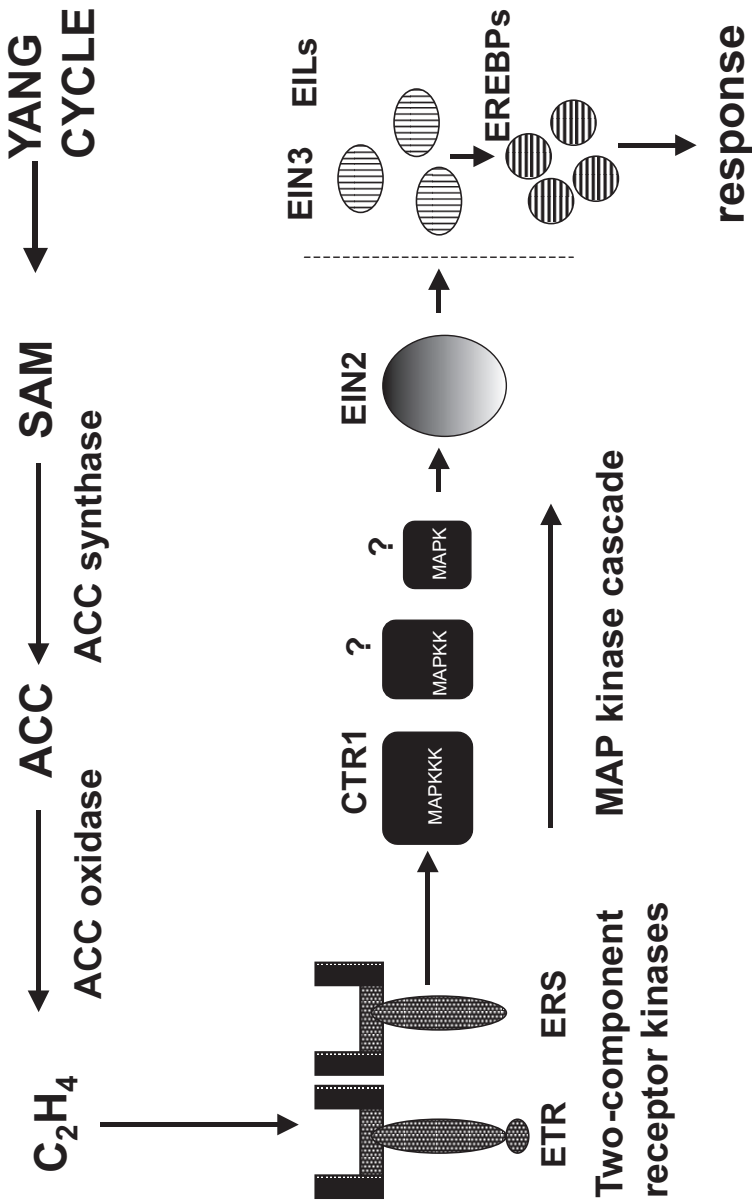 YANG
CYCLE
SAM
ACC synthase
ACC
ACC oxidase
C₂H₄
ETR
ERS
Two-component
receptor kinases
CTR1
MAPKKK
?
MAPKK
?
MAPK
MAP kinase cascade
EIN2
EIN3
EILs
EREBPs
response